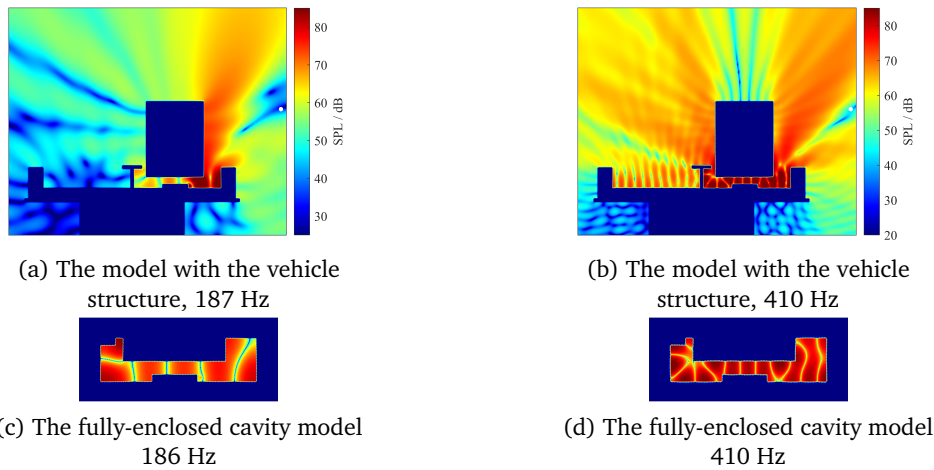 80
70
60
50
40
30
SPL / dB
80
70
60
50
40
30
20
SPL / dB
(a) The model with the vehicle
structure, 187 Hz
(b) The model with the vehicle
structure, 410 Hz
c) The fully-enclosed cavity model
186 Hz
(d) The fully-enclosed cavity model
410 Hz